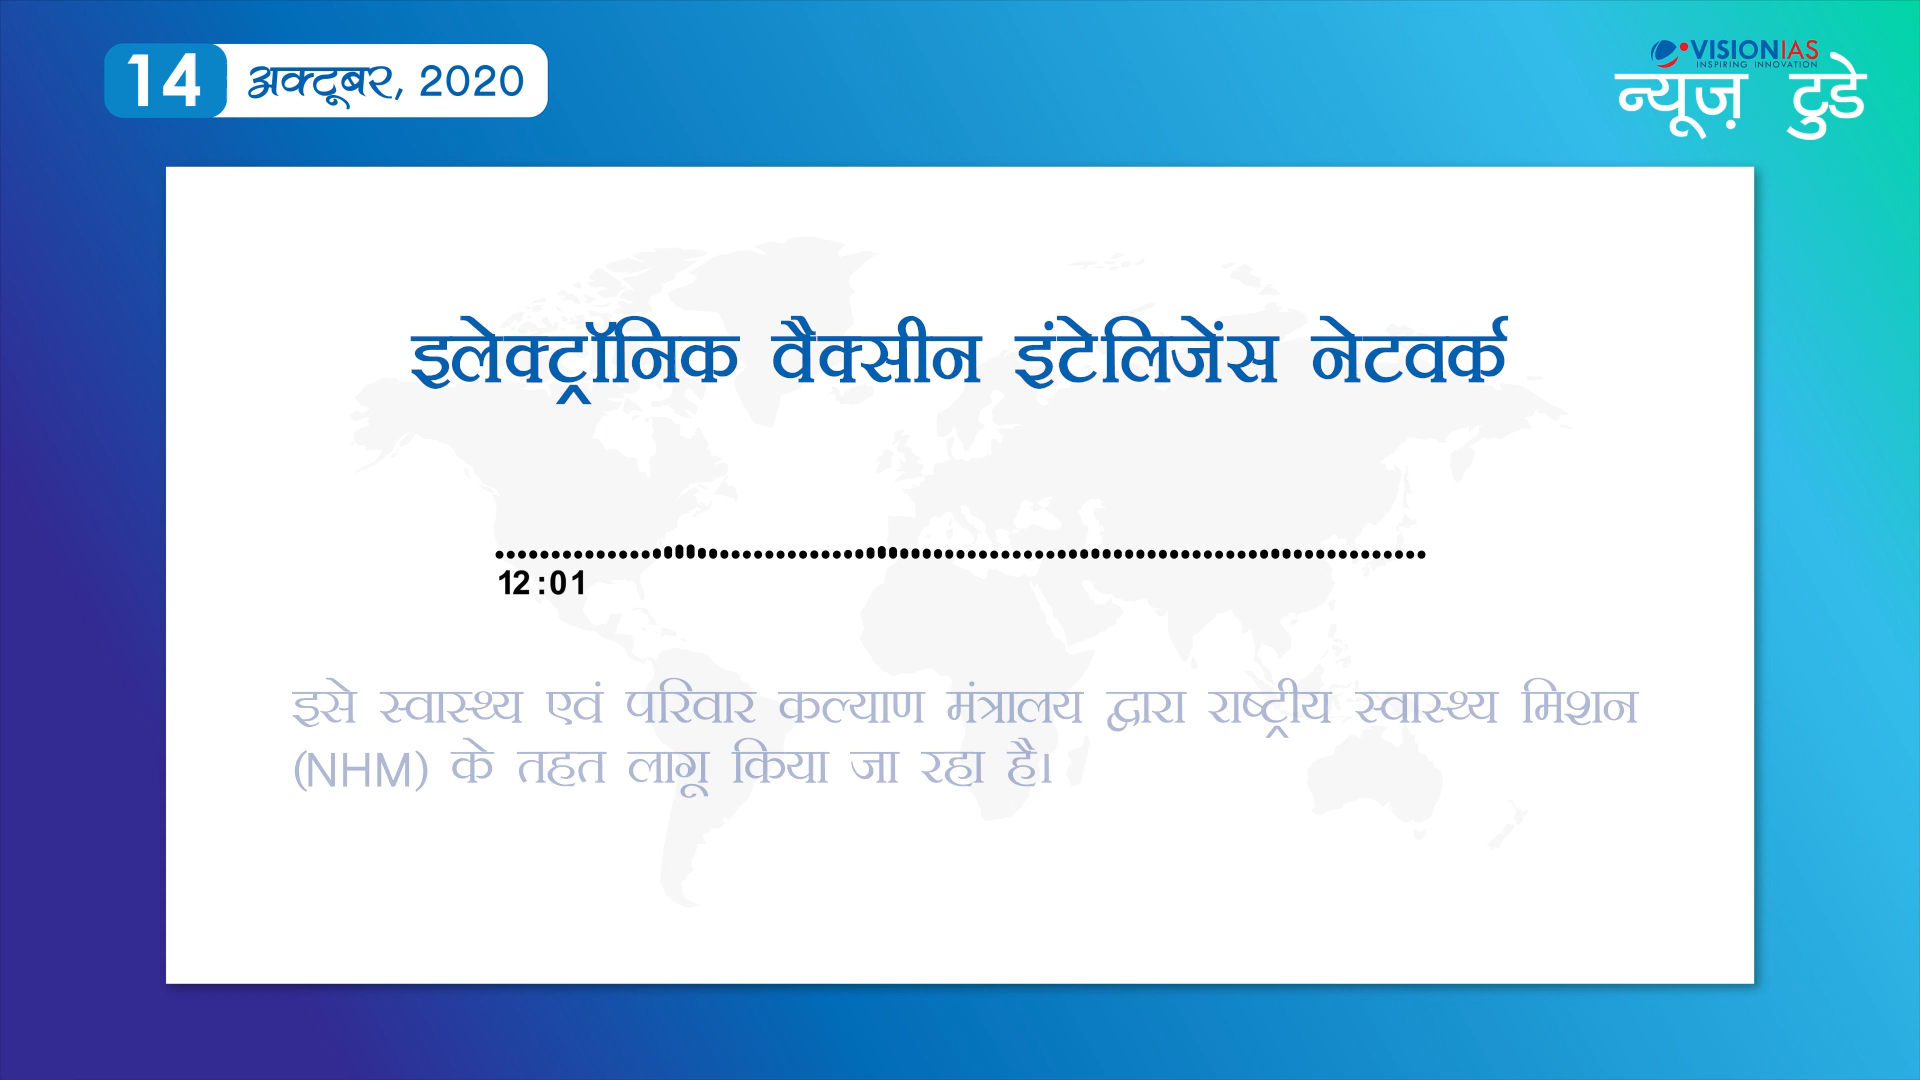 14 अक्टूबर, 2020
VISIONIAS
INSPIRING INNOVATION
न्यूज़ टुडे
इलेक्ट्रॉनिक वैक्सीन इंटेलिजेंस नेटवर्क
12:01
इसे स्वास्थ्य एवं परिवार कल्याण मंत्रालय द्वारा राष्ट्रीय स्वास्थ्य मिशन
(NHM) के तहत लागू किया जा रहा है।